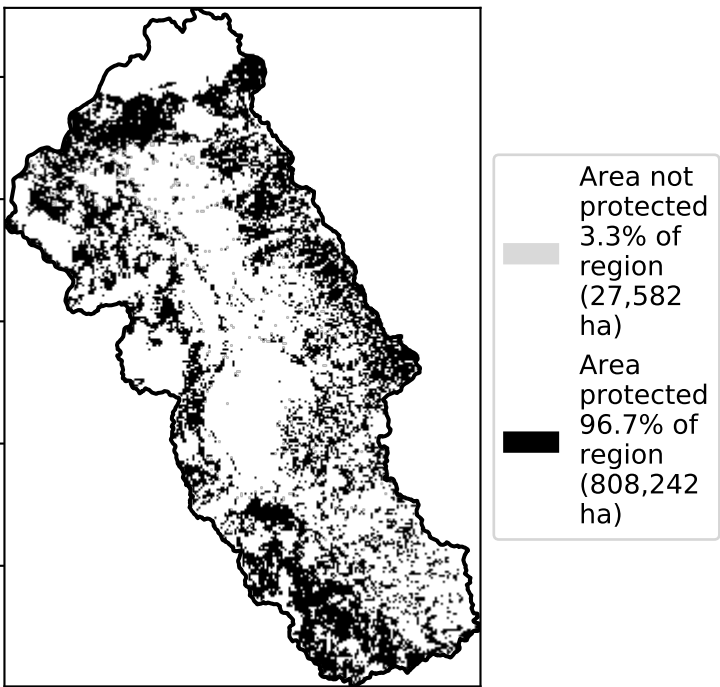 Area not
protected
3.3% of
region
(27,582
ha)
Area
protected
96.7% of
region
(808,242
ha)